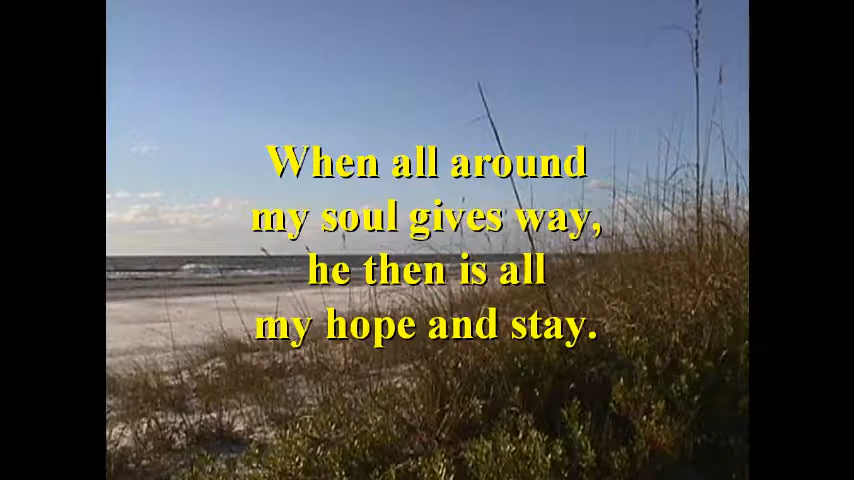 When all around
my soul gives way,
he then is all
my hope and stay.